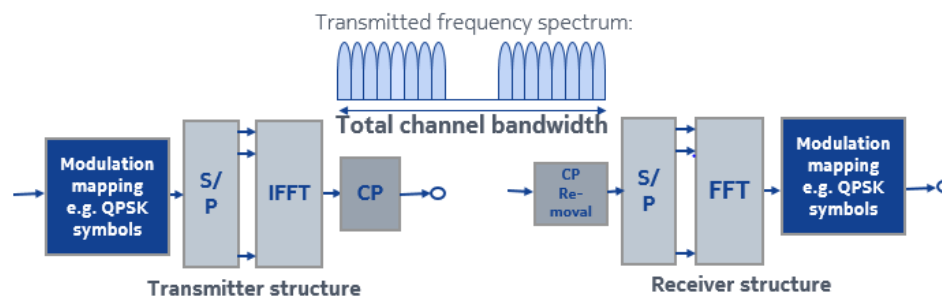 Transmitted frequency spectrum:
Total channel bandwidth
Modulation
mapping
e.g. QPSK
symbols
S/
P
IFFT
CP
Transmitter structure
CP
Re-
moval
S/
P
FFT
Modulation
mapping
e.g. QPSK
symbols
Receiver structure